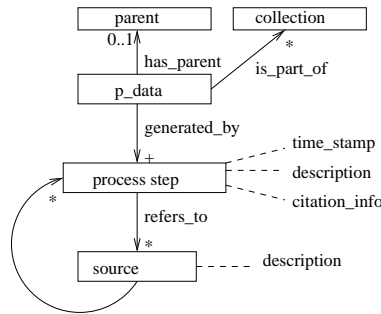 parent
collection
0..1
*
has_parent
is_part_of
p_data
generated_by
+
time_stamp
process step
description
*
citation_info
refers_to
*
source
description